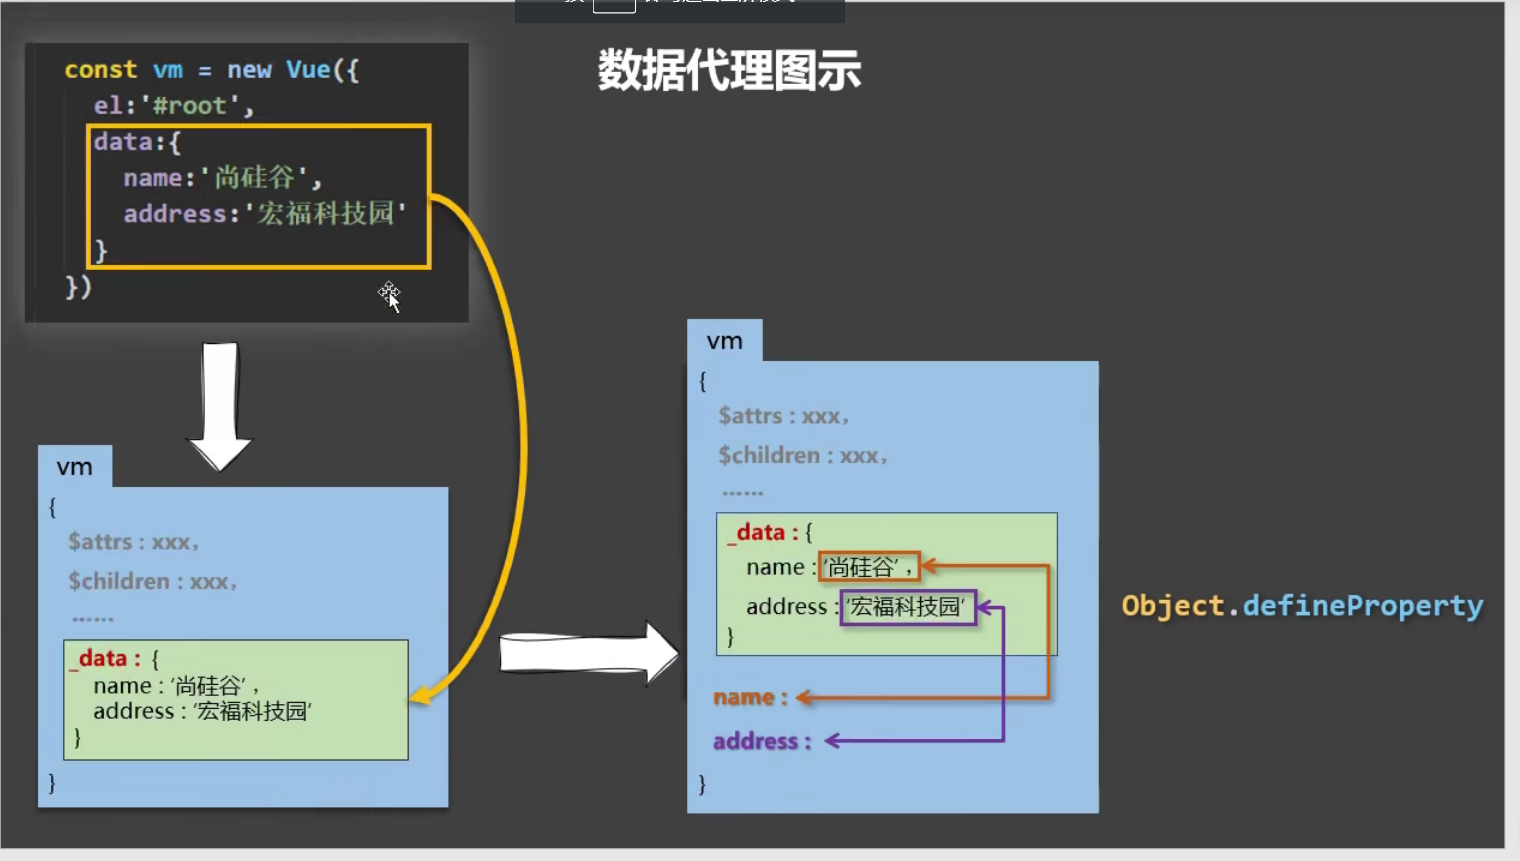 数据代理图示
const vm = new Vue({
el:'#root',
data:{
name:'尚硅谷',
address:'宏福科技园'
}
})
vm
{
$attrs : xxx，
$children : xxx，
……
_data : {
name : ‘尚硅谷’，
address : ‘宏福科技园’
}
}
vm
{
$attrs : xxx，
$children : xxx，
……
_data : {
name : ‘尚硅谷’，
address : ‘宏福科技园’
}
name :
address :
}
Object.defineProperty